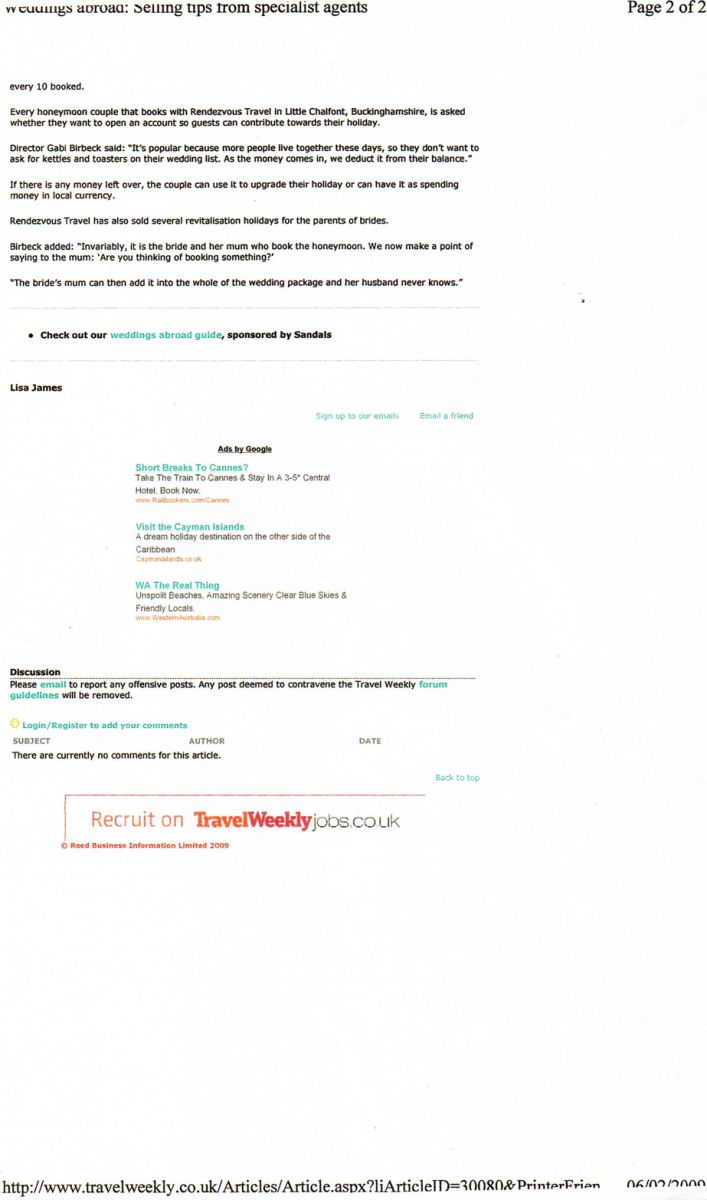 Weddings abroad: Selling tips from specialist agents
Page 2 of 2
every 10 booked.
Every honeymoon couple that books with Rendezvous Travel in Little Chalfont, Buckinghamshire, is asked
whether they want to open an account so guests can contribute towards their holiday.
Director Gabi Birbeck said: “It’s popular because more people live together these days, so they don’t want to
ask for kettles and toasters on their wedding list. As the money comes in, we deduct it from their balance.”
If there is any money left over, the couple can use it to upgrade their holiday or can have it as spending
money in local currency.
Rendezvous Travel has also sold several revitalisation holidays for the parents of brides.
Birbeck added: “Invariably, it is the bride and her mum who book the honeymoon. We now make a point of
saying to the mum: ‘Are you thinking of booking something?’
“The bride’s mum can then add it into the whole of the wedding package and her husband never knows.”
• Check out our weddings abroad guide, sponsored by Sandals
Lisa James
Sign up to our emails Email a friend
Ads by Google
Short Breaks To Cannes?
Take The Train To Cannes & Stay In A 3-5* Central
Hotel. Book Now.
www.Railbookers.com/Cannes
Visit the Cayman Islands
A dream holiday destination on the other side of the
Caribbean
Caymanislands.co.uk
WA The Real Thing
Unspoilt Beaches, Amazing Scenery Clear Blue Skies &
Friendly Locals.
www.WesternAustralia.com
Discussion
Please email to report any offensive posts. Any post deemed to contravene the Travel Weekly forum
guidelines will be removed.
Login/Register to add your comments
SUBJECT AUTHOR DATE
There are currently no comments for this article.
Back to top
Recruit on TravelWeeklyjobs.co.uk
© Reed Business Information Limited 2009
http://www.travelweekly.co.uk/Articles/Article.aspx?liArticleID=30080&PrinterFrien
06/02/2009